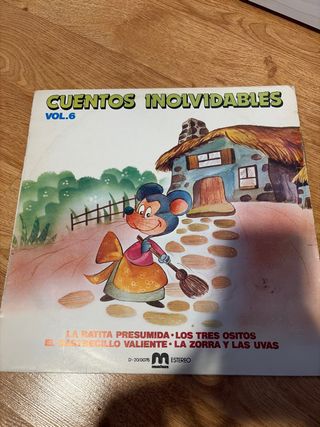 CUENTOS INOLVIDABLES
VOL.6
LA RATITA PRESUMIDA · LOS TRES OSITOS
EL SASTRECILLO VALIENTE · LA ZORRA Y LAS UVAS
ESTEREO